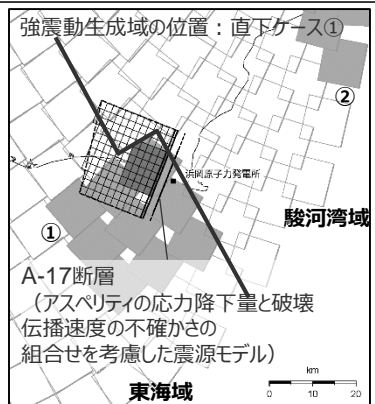 強震動生成域の位置：直下ケース①
②
浜岡原子力発電所
駿河湾域
①
A-17断層
（アスペリティの応力降下量と破壊
伝播速度の不確かさの
組合せを考慮した震源モデル）
東海域
km
0 10 20